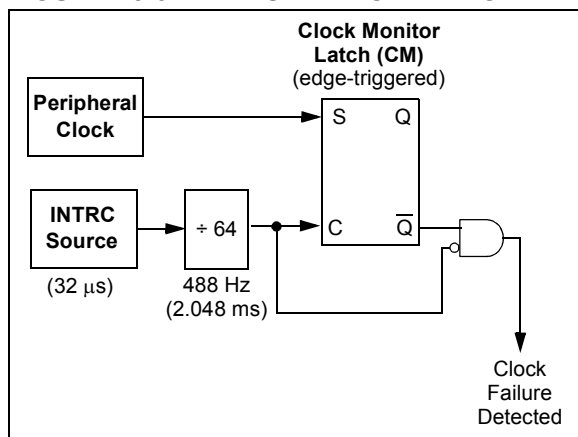 Clock Monitor
Latch (CM)
(edge-triggered)
Peripheral
Clock
S Q
INTRC
Source
÷ 64
C Q̅
(32 μs)
488 Hz
(2.048 ms)
Clock
Failure
Detected